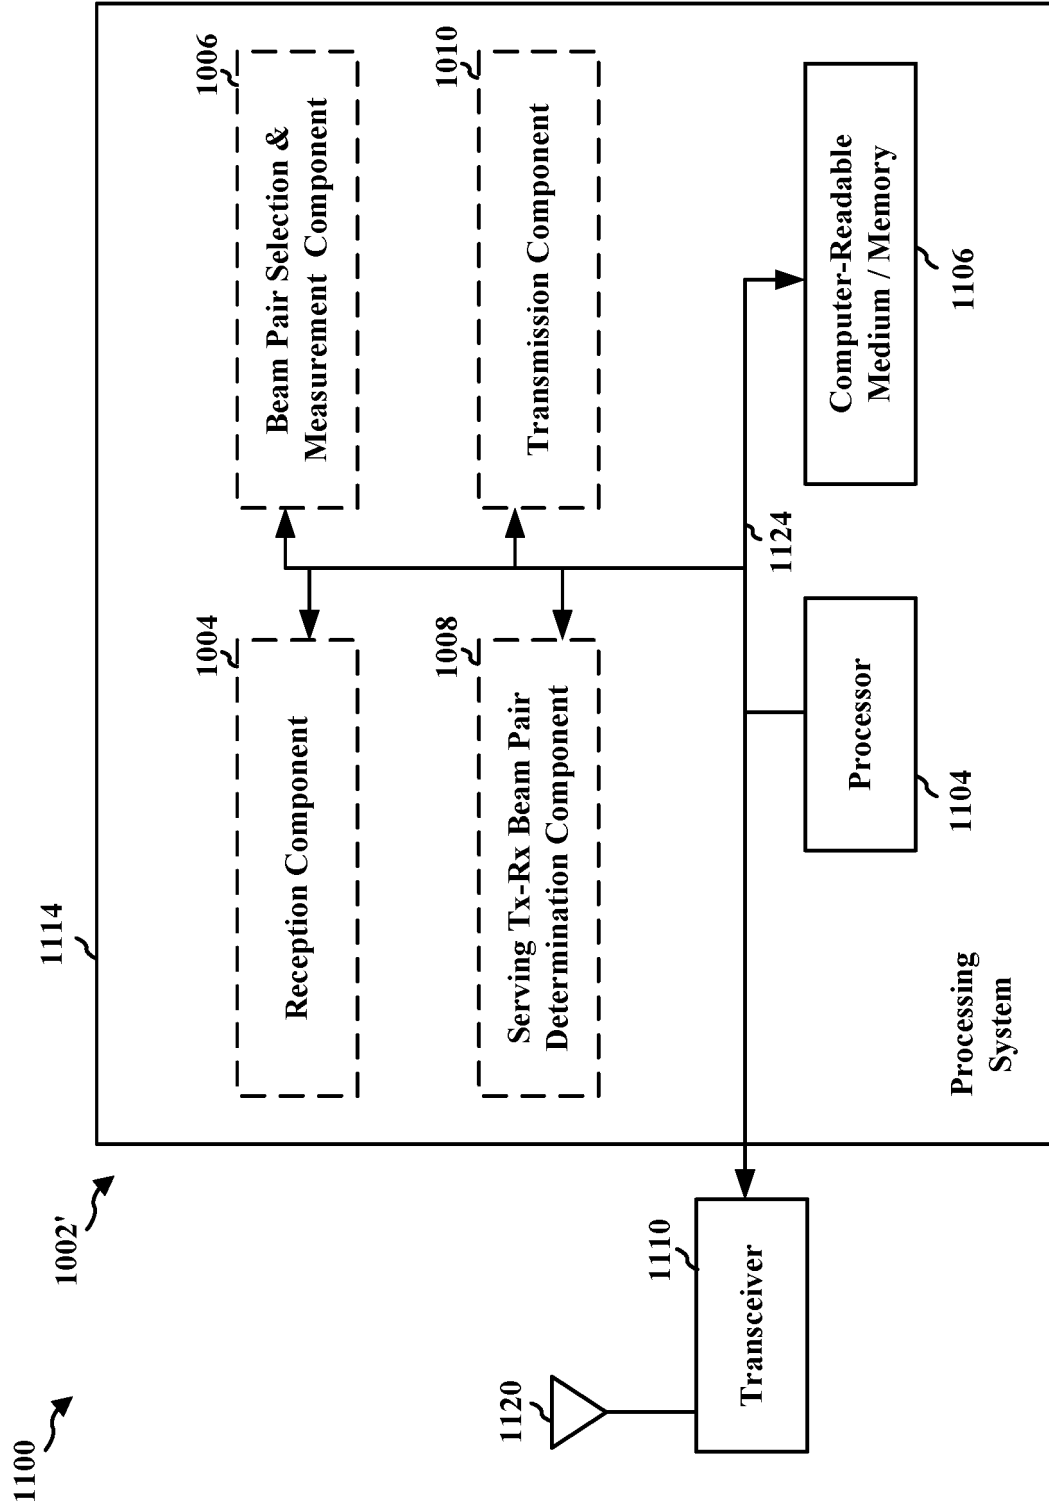 1100
1002'
1114
1004
Reception Component
1006
Beam Pair Selection &
Measurement Component
1008
Serving Tx-Rx Beam Pair
Determination Component
1010
Transmission Component
1120
1110
Transceiver
1124
Processor
1104
Computer-Readable
Medium / Memory
1106
Processing
System